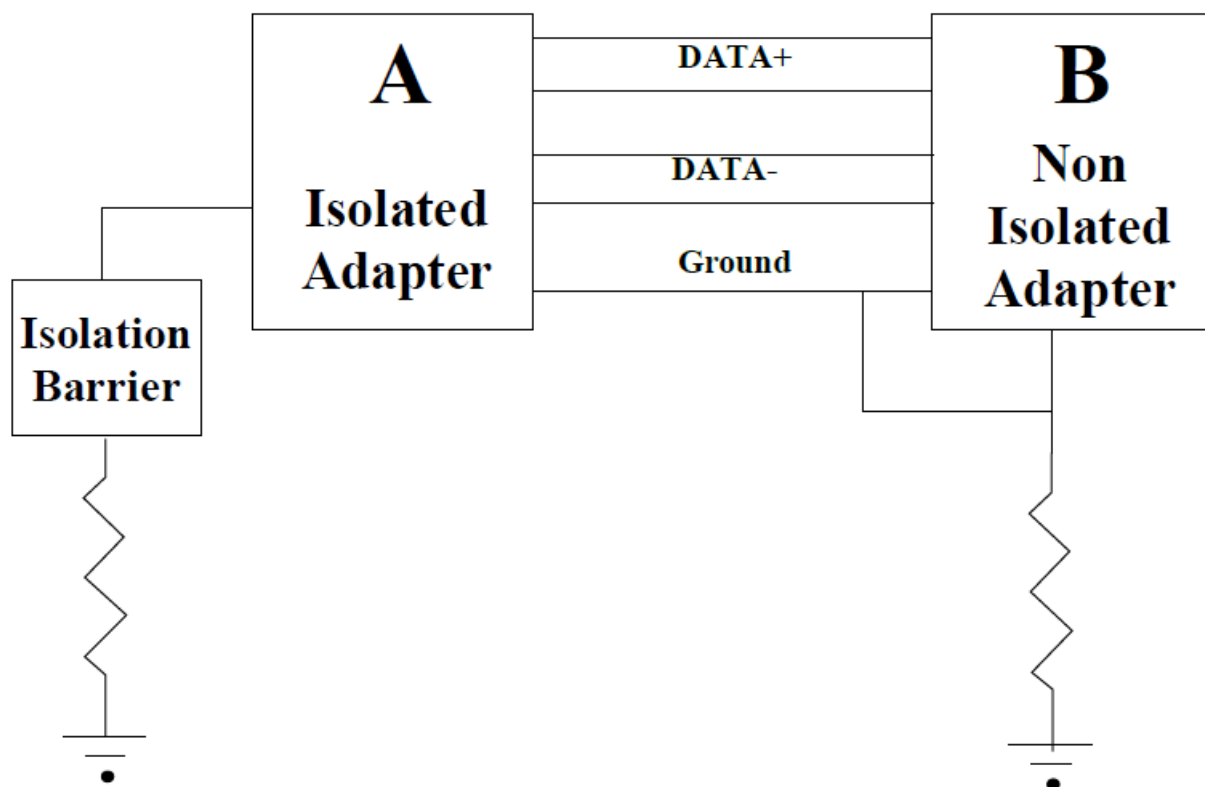 A
Isolated
Adapter
DATA+
DATA-
Ground
B
Non
Isolated
Adapter
Isolation
Barrier